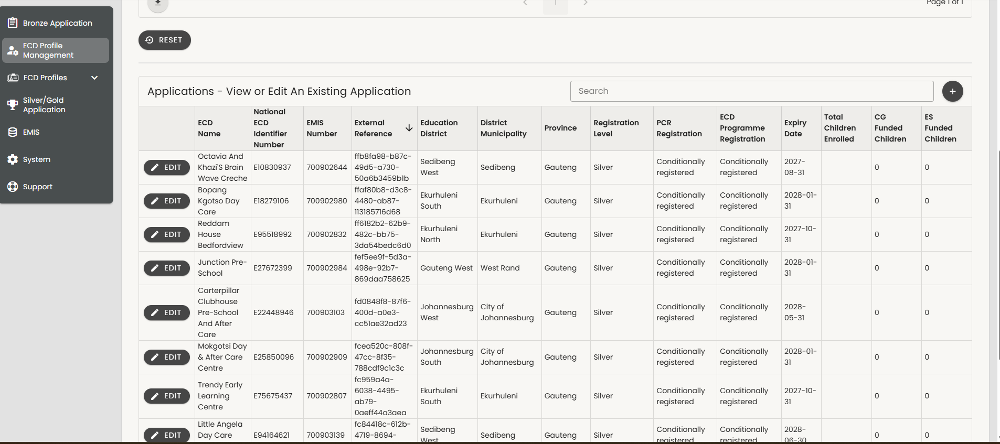 Page 1 of 1
1
Bronze Application
ECD Profile
Management
ECD Profiles
Silver/Gold
Application
EMIS
System
Support
RESET
Applications - View or Edit An Existing Application
Search
ECD
Name
National
ECD
Identifier
Number
EMIS
Number
External
Reference
Education
District
District
Municipality
Province
Registration
Level
PCR
Registration
ECD
Programme
Registration
Expiry
Date
Total
Children
Enrolled
CG
Funded
Children
ES
Funded
Children
EDIT
Octavia And
Khazi'S Brain
Wave Creche
E10830937
700902644
ffb8fa98-b87c-
49d5-a730-
50a6b3459b1b
Sedibeng
West
Sedibeng
Gauteng
Silver
Conditionally
registered
Conditionally
registered
2027-
08-31
0
0
EDIT
Bopang
Kgotso Day
Care
E18279106
700902980
ffaf80b8-d3c8-
4480-ab87-
113185716d68
Ekurhuleni
South
Ekurhuleni
Gauteng
Silver
Conditionally
registered
Conditionally
registered
2028-01-
31
0
0
EDIT
Reddam
House
Bedfordview
E95518992
700902832
ff6182b2-62b9-
482c-bb75-
3da54bedc6d0
Ekurhuleni
North
Ekurhuleni
Gauteng
Silver
Conditionally
registered
Conditionally
registered
2027-10-
31
0
0
EDIT
Junction Pre-
School
E27672399
700902984
fef5ee9f-5d3a-
498e-92b7-
869daa758625
Gauteng West
West Rand
Gauteng
Silver
Conditionally
registered
Conditionally
registered
2028-01-
31
0
0
EDIT
Carterpillar
Clubhouse
Pre-School
And After
Care
E22448946
700903103
fd0848f8-87f6-
400d-a0e3-
cc51ae32ad23
Johannesburg
West
City of
Johannesburg
Gauteng
Silver
Conditionally
registered
Conditionally
registered
2028-
05-31
0
0
EDIT
Mokgotsi Day
& After Care
Centre
E25850096
700902909
fcea520c-808f-
47cc-8f35-
788cdf9c1c3c
Johannesburg
South
City of
Johannesburg
Gauteng
Silver
Conditionally
registered
Conditionally
registered
2028-01-
31
0
0
EDIT
Trendy Early
Learning
Centre
E75675437
700902807
fc959a4a-
6038-4495-
ab79-
0aeff44a3aea
Ekurhuleni
South
Ekurhuleni
Gauteng
Silver
Conditionally
registered
Conditionally
registered
2027-10-
31
0
0
EDIT
Little Angela
Day Care
E94164621
700903139
fc84418c-612b-
4719-8694-
Sedibeng
West
Sedibeng
Gauteng
Silver
Conditionally
registered
Conditionally
registered
2028-
06-30
0
0